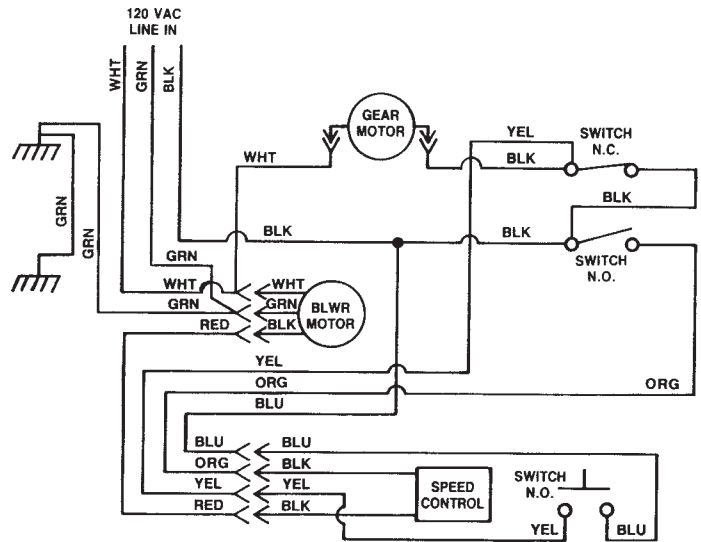 120 VAC
LINE IN
WHT
GRN
BLK
GEAR
MOTOR
YEL
SWITCH
N.C.
WHT
BLK
BLK
GRN
GRN
BLK
BLK
SWITCH
N.O.
GRN
WHT
WHT
GRN
GRN
BLWR
MOTOR
RED
BLK
YEL
ORG
ORG
BLU
BLU
BLU
ORG
BLK
YEL
YEL
RED
BLK
SPEED
CONTROL
SWITCH
N.O.
YEL
BLU